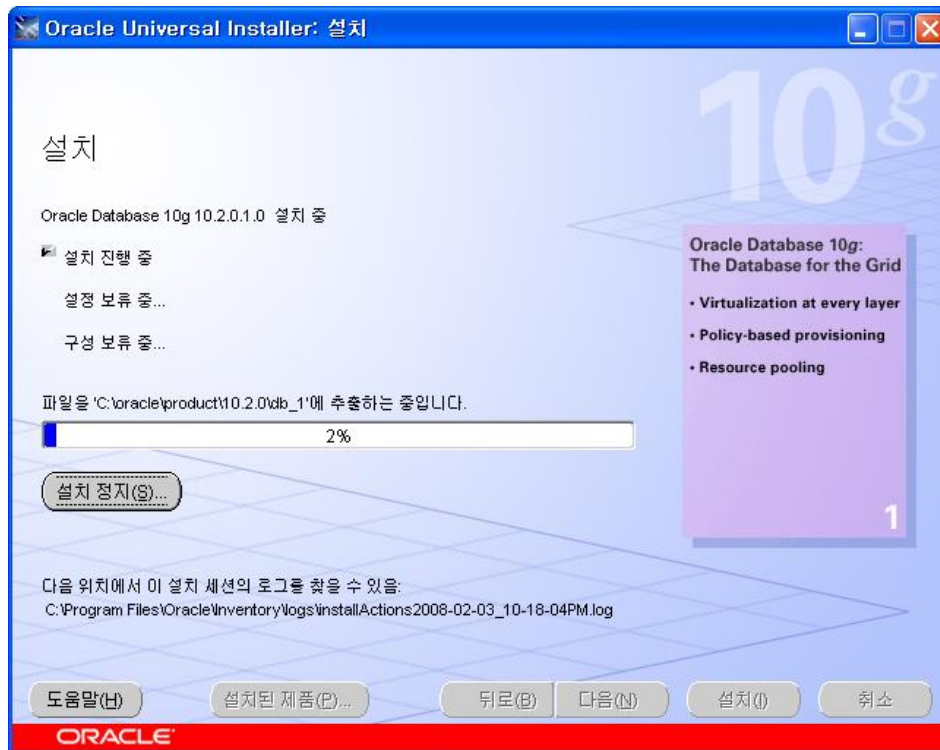 Oracle Universal Installer: 설치
10g
설치
Oracle Database 10g 10.2.0.1.0 설치 중
설치 진행 중
설정 보류 중...
구성 보류 중...
파일을 'C:\oracle\product\10.2.0\db_1'에 추출하는 중입니다.
2%
설치 정지(S)...
Oracle Database 10g:
The Database for the Grid
• Virtualization at every layer
• Policy-based provisioning
• Resource pooling
1
다음 위치에서 이 설치 세션의 로그를 찾을 수 있음:
C:\Program Files\Oracle\Inventory\logs\installActions2008-02-03_10-18-04PM.log
도움말(H) 설치된 제품(P)... 뒤로(B) 다음(N) 설치(I) 취소
ORACLE